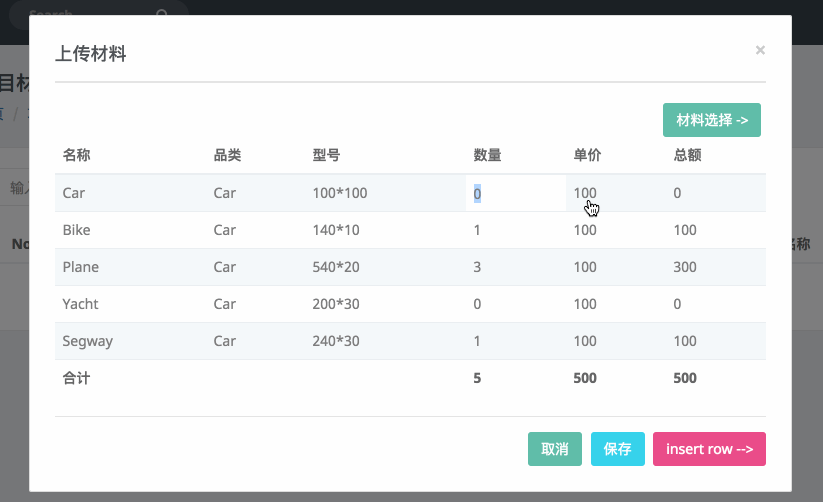 Search
上传材料 ×
目材
/
材料选择 ->
名称 品类 型号 数量 单价 总额
输入
Car Car 100*100 0 100 0
Bike Car 140*10 1 100 100
No 名称
Plane Car 540*20 3 100 300
Yacht Car 200*30 0 100 0
Segway Car 240*30 1 100 100
合计 5 500 500
取消 保存 insert row -->